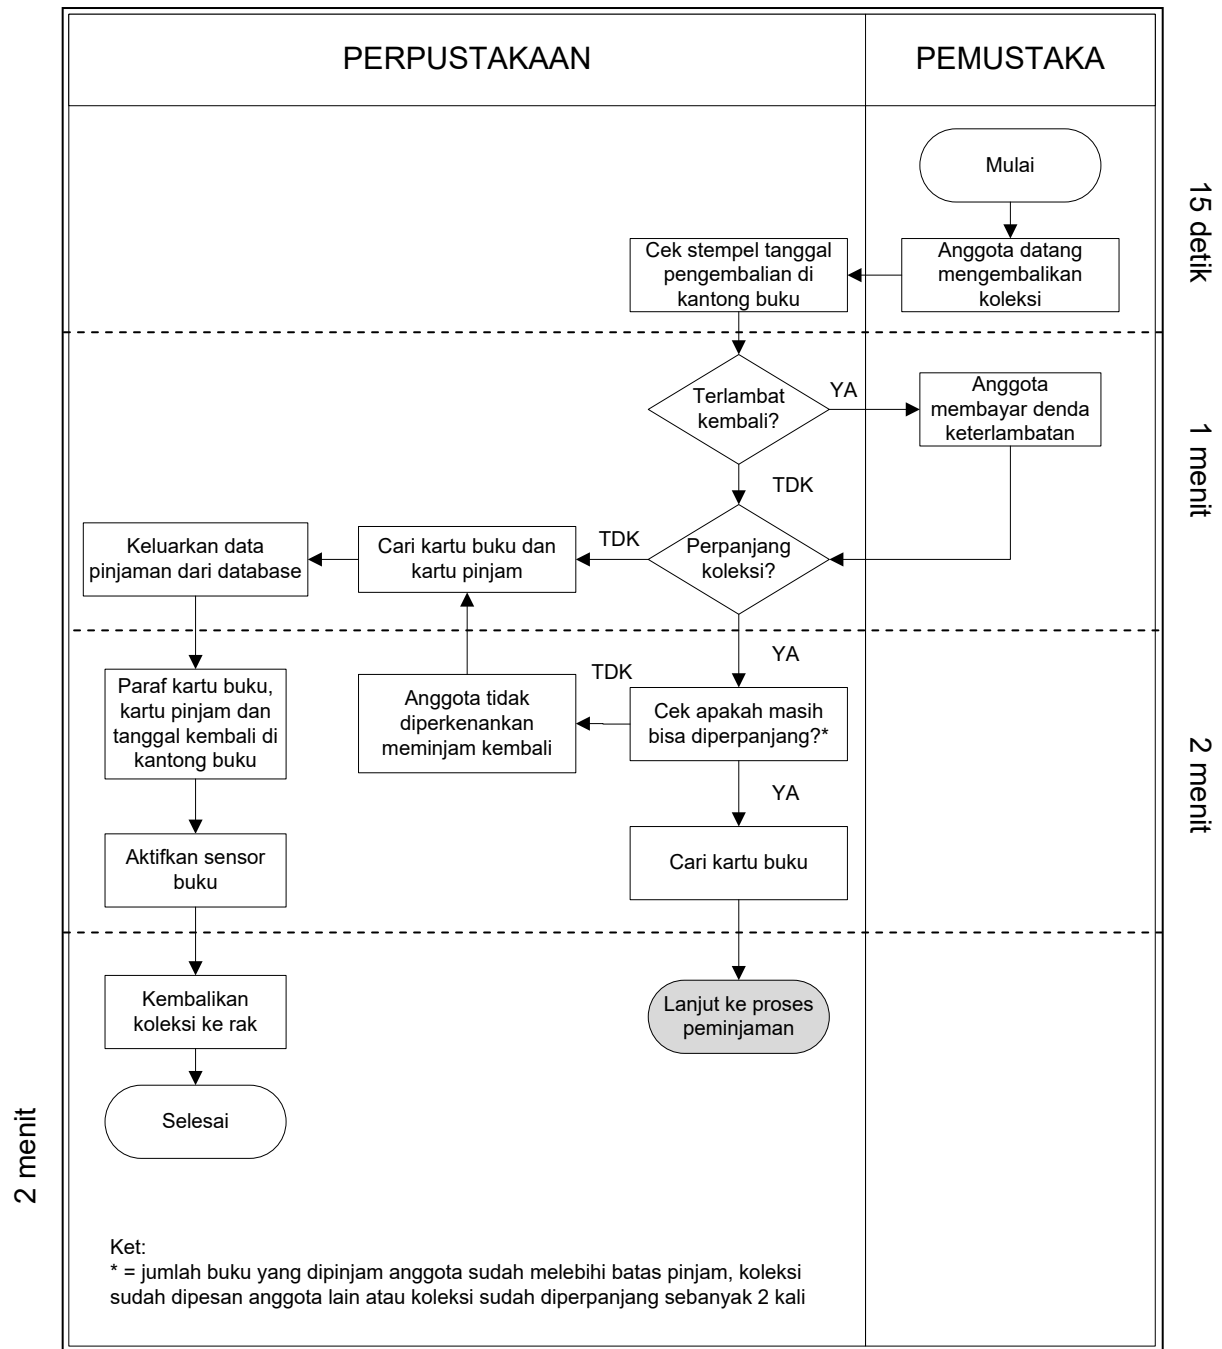 PERPUSTAKAAN
PEMUSTAKA
Mulai
15 detik
Cek stempel tanggal
pengembalian di
kantong buku
Anggota datang
mengembalikan
koleksi
Terlambat
kembali?
YA
Anggota
membayar denda
keterlambatan
1 menit
TDK
Keluarkan data
pinjaman dari database
Cari kartu buku dan
kartu pinjam
TDK
Perpanjang
koleksi?
YA
TDK
Paraf kartu buku,
kartu pinjam dan
tanggal kembali di
kantong buku
Anggota tidak
diperkenankan
meminjam kembali
Cek apakah masih
bisa diperpanjang?*
2 menit
YA
Aktifkan sensor
buku
Cari kartu buku
Kembalikan
koleksi ke rak
Lanjut ke proses
peminjaman
Selesai
2 menit
Ket:
* = jumlah buku yang dipinjam anggota sudah melebihi batas pinjam, koleksi
sudah dipesan anggota lain atau koleksi sudah diperpanjang sebanyak 2 kali